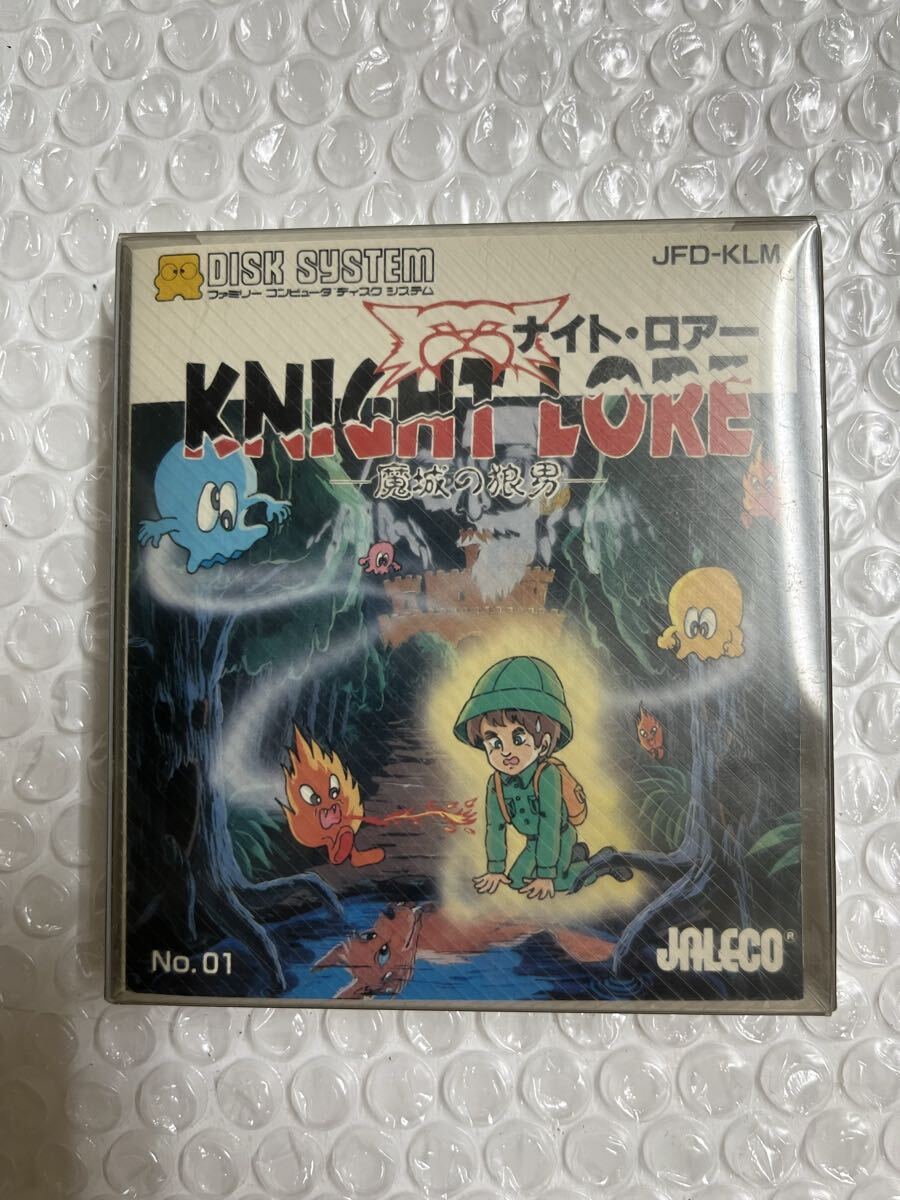 DISK SYSTEM
ファミリー コンピュータ ディスク システム
JFD-KLM
ナイト・ロアー
KNIGHT LORE
魔城の狼男
No.01
JALECO®